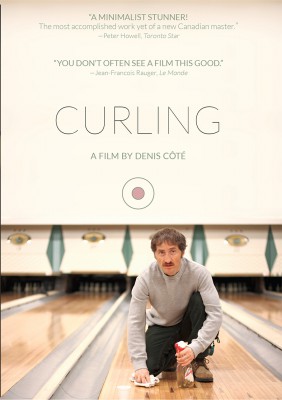 "A MINIMALIST STUNNER!
The most accomplished work yet of a new Canadian master."
—Peter Howell, Toronto Star
"YOU DON'T OFTEN SEE A FILM THIS GOOD."
—Jean-Francois Rauger, Le Monde
CURLING
A FILM BY DENIS CÔTÉ